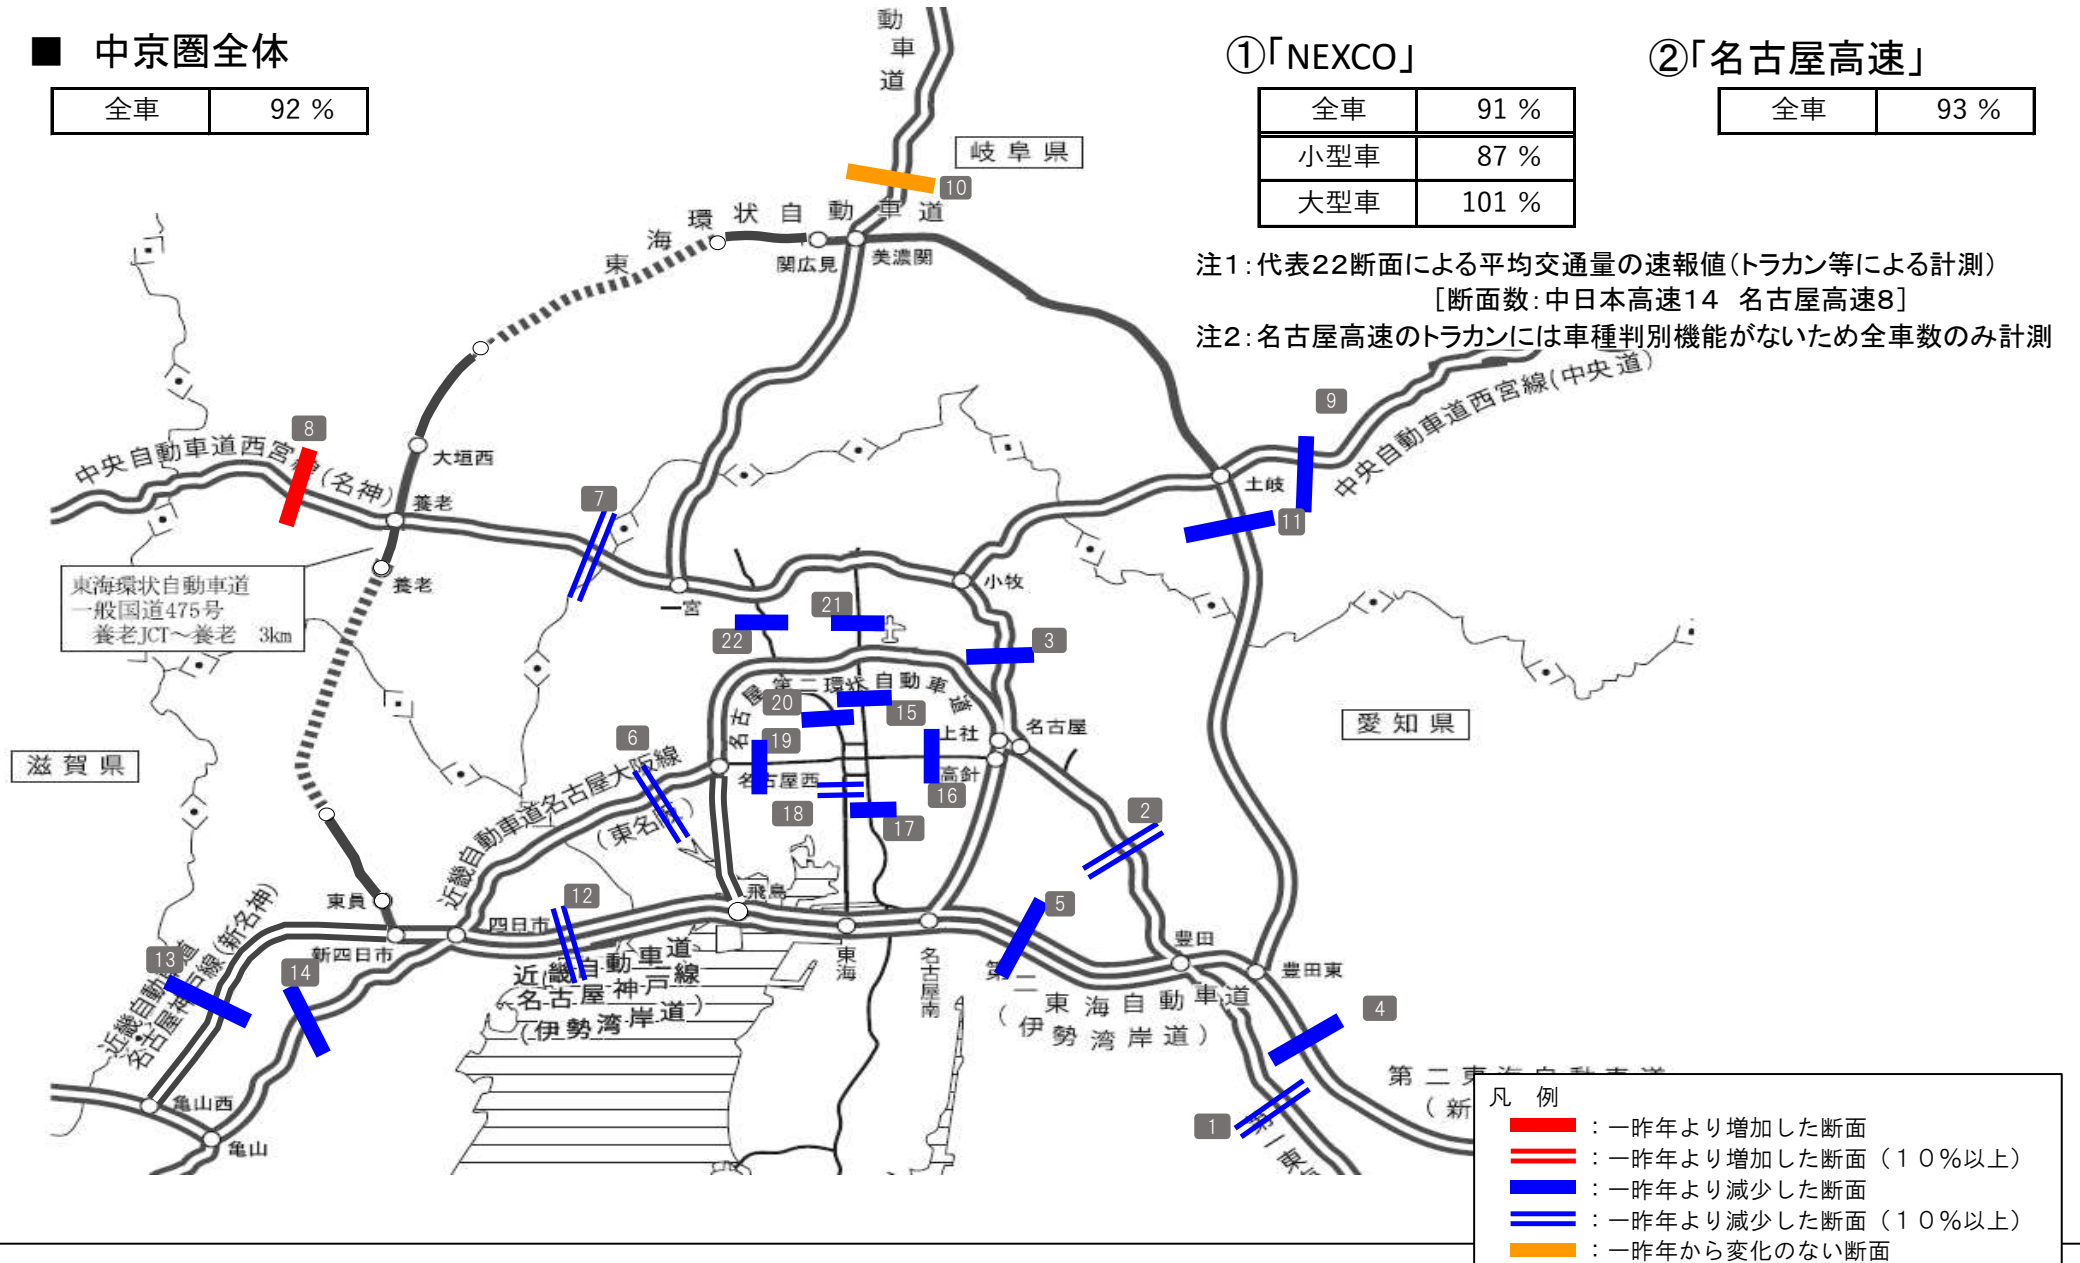 ■ 中京圏全体
全車 92 %
①「NEXCO」
全車 91 %
小型車 87 %
大型車 101 %
②「名古屋高速」
全車 93 %
注1：代表22断面による平均交通量の速報値（トラカン等による計測）
［断面数：中日本高速14 名古屋高速8］
注2：名古屋高速のトラカンには車種判別機能がないため全車数のみ計測
動車道
岐阜県
10
東海環状自動車道
関広見
美濃関
中央自動車道西宮線(中央道)
9
8
中央自動車道西宮線(名神)
大垣西
養老
土岐
11
7
東海環状自動車道
一般国道475号
養老JCT～養老 3km
養老
一宮
小牧
21
22
3
名古屋第二環状自動車道
20
15
19
上社
名古屋
愛知県
滋賀県
6
近畿自動車道名古屋大阪線
(東名阪)
名古屋西
高針
16
18
17
2
飛島
12
5
東員
四日市
新四日市
近畿自動車道
名古屋神戸線(新名神)
13
14
近畿自動車道
名古屋神戸線
(伊勢湾岸道)
東海
名古屋南
豊田
豊田東
第二東海自動車道
(伊勢湾岸道)
4
亀山西
亀山
1
第一東
第二東海自動車道
(新
凡 例
：一昨年より増加した断面
：一昨年より増加した断面（１０％以上）
：一昨年より減少した断面
：一昨年より減少した断面（１０％以上）
：一昨年から変化のない断面